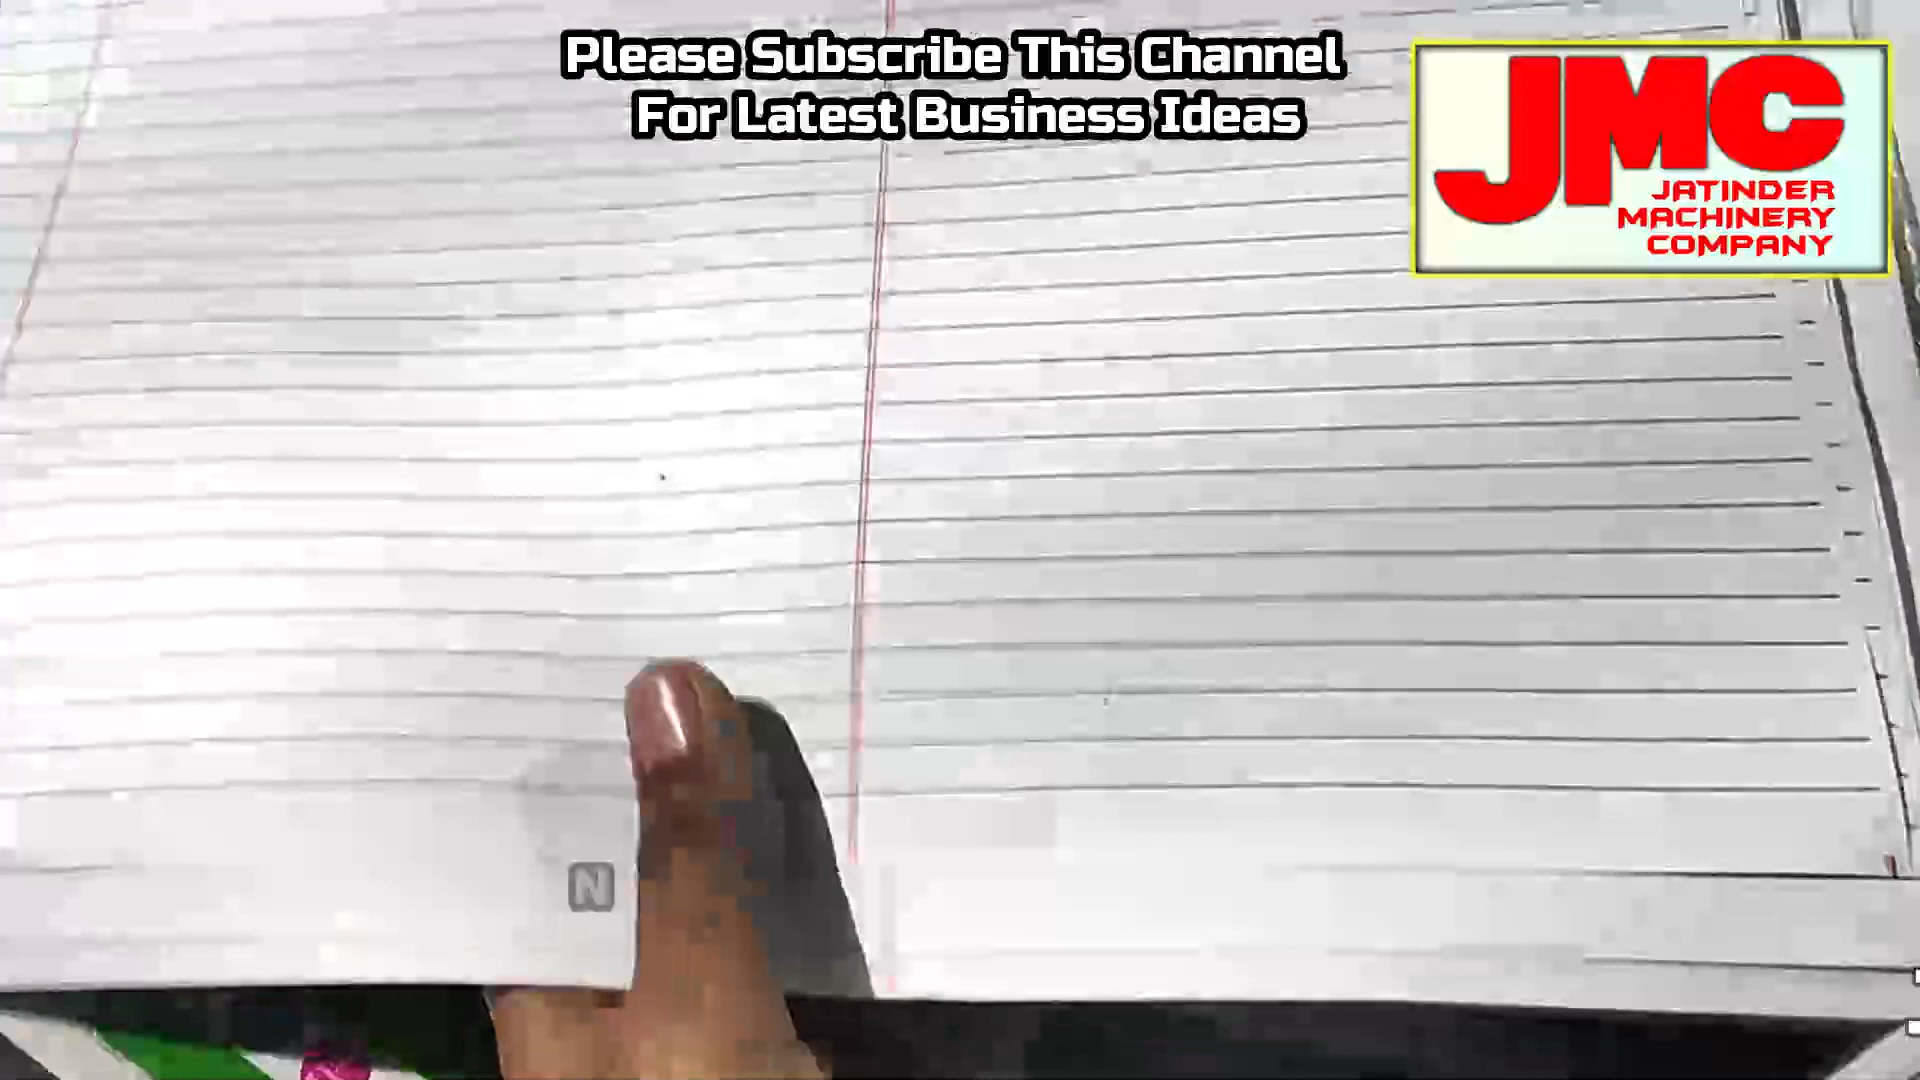 Please Subscribe This Channel
For Latest Business Ideas
JMC
JATINDER
MACHINERY
COMPANY
N